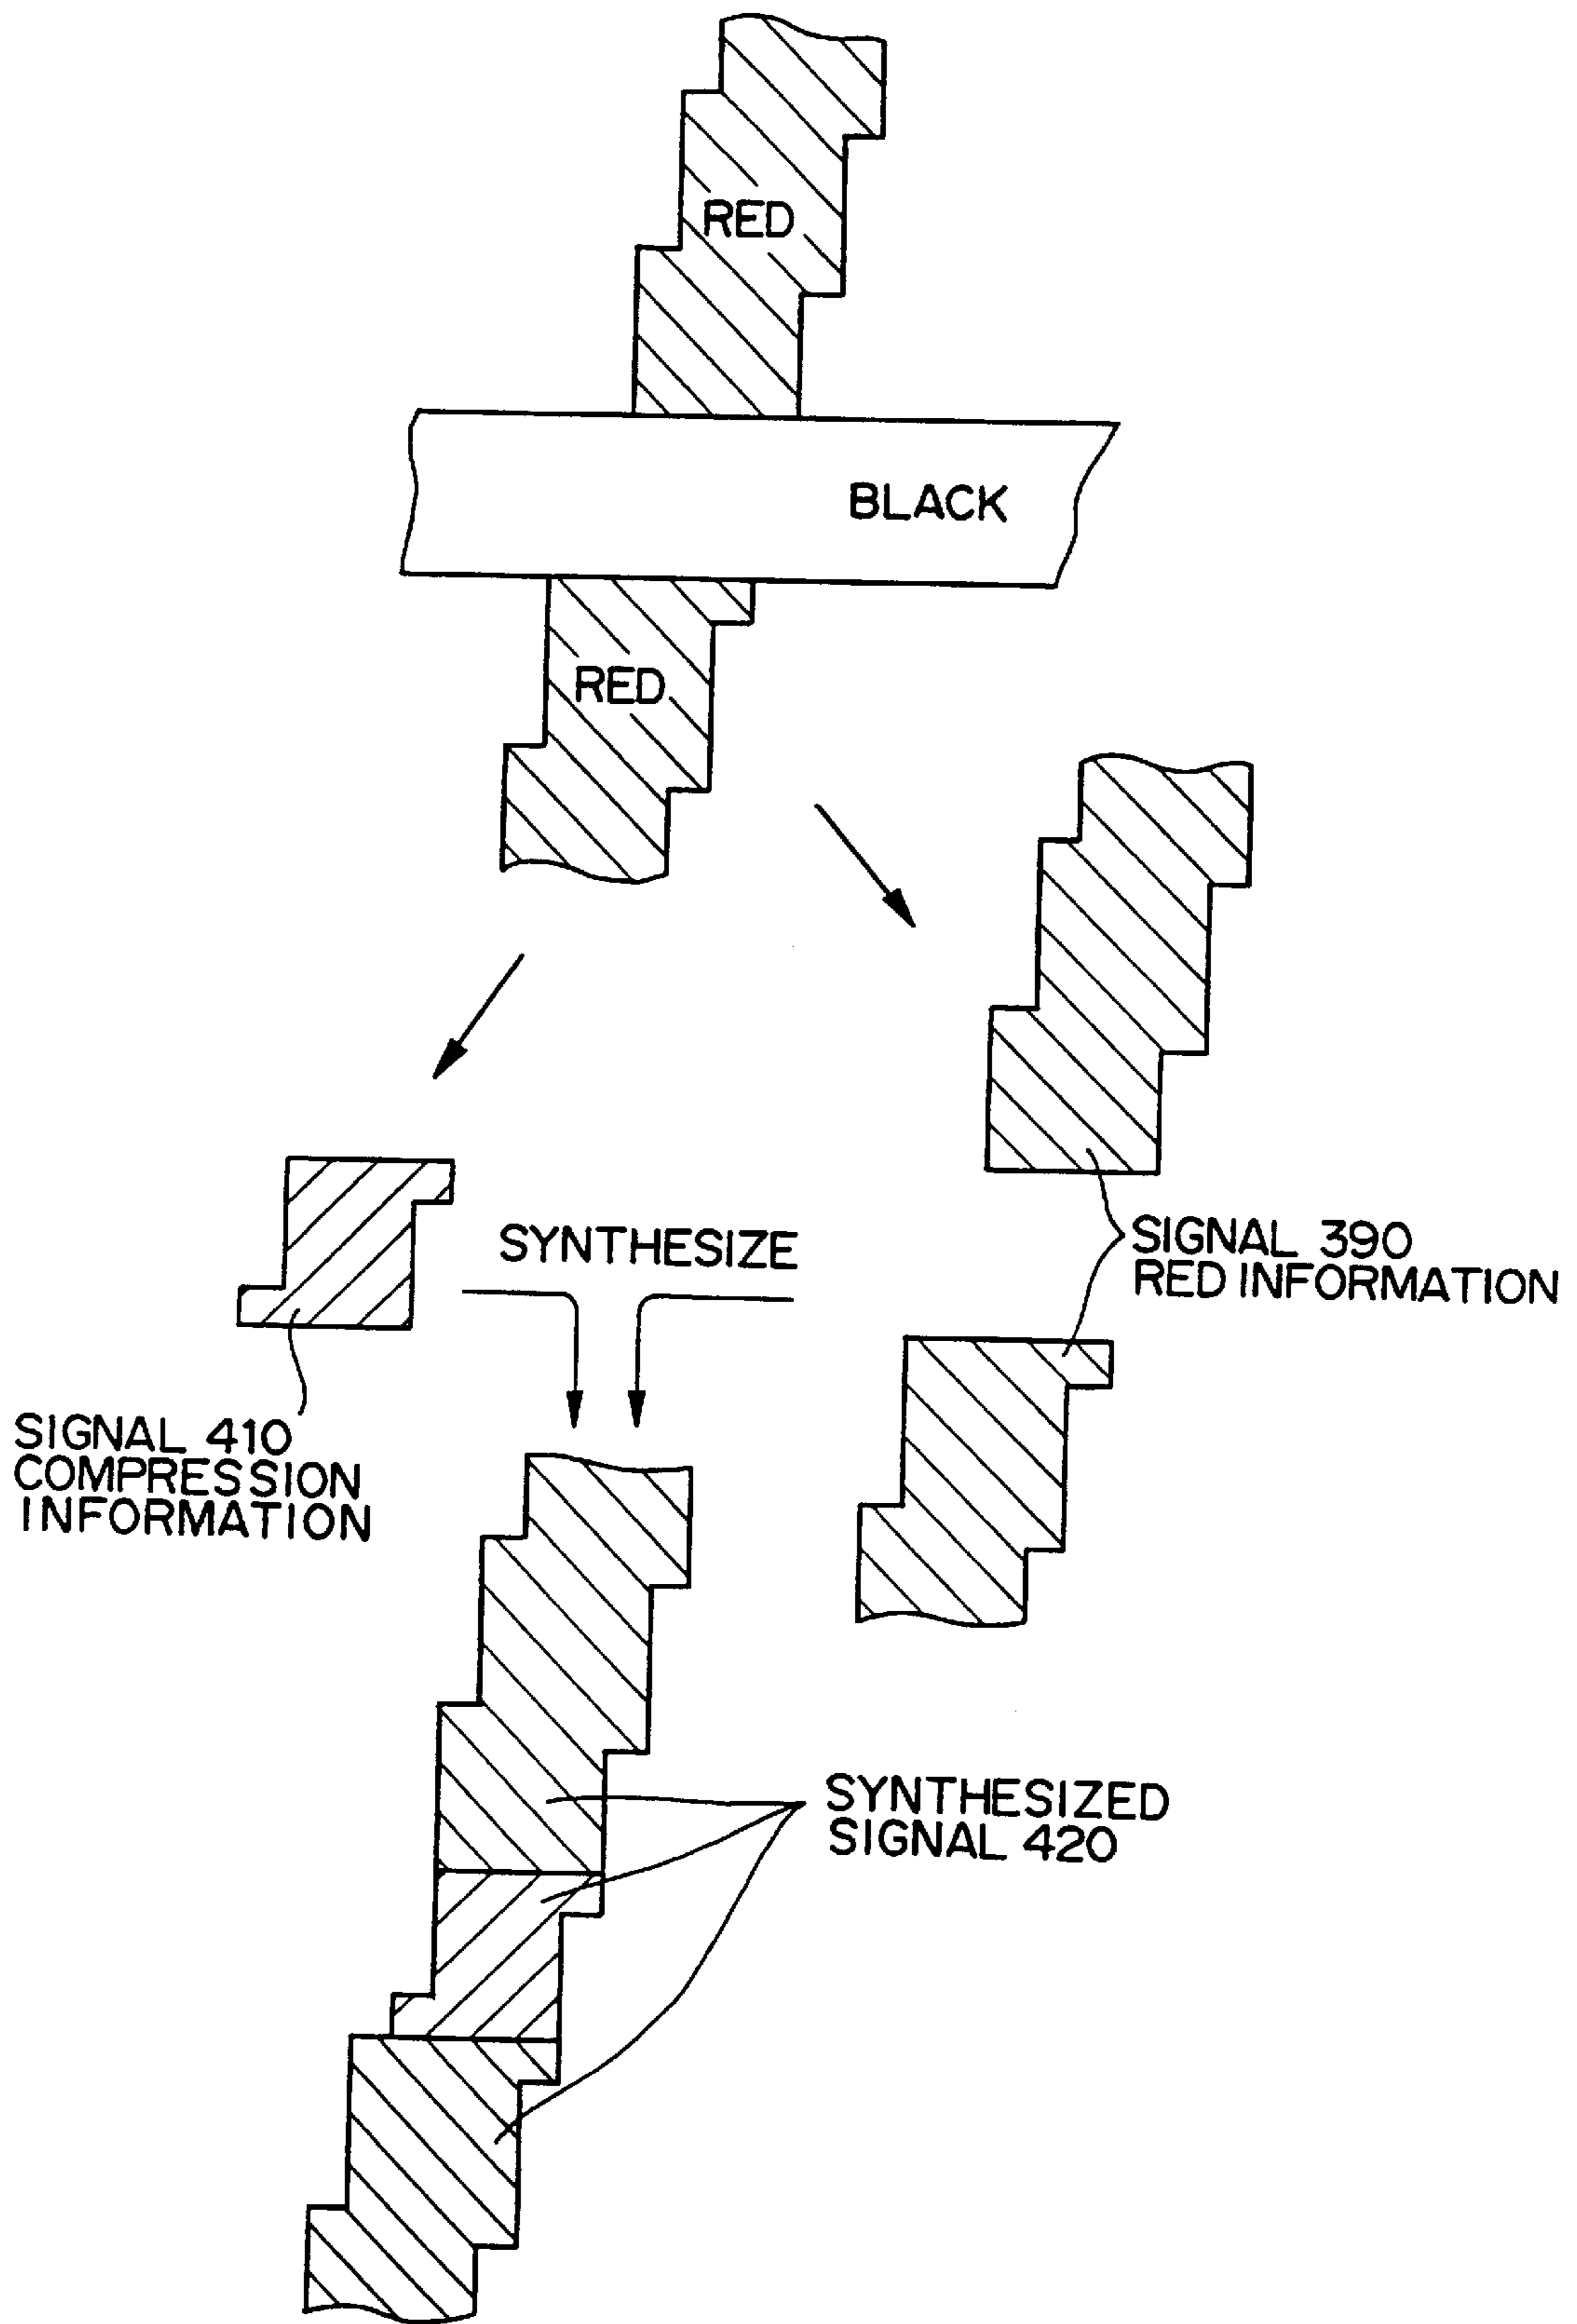 RED
BLACK
RED
SYNTHESIZE
SIGNAL 390
RED INFORMATION
SIGNAL 410
COMPRESSION
INFORMATION
SYNTHESIZED
SIGNAL 420